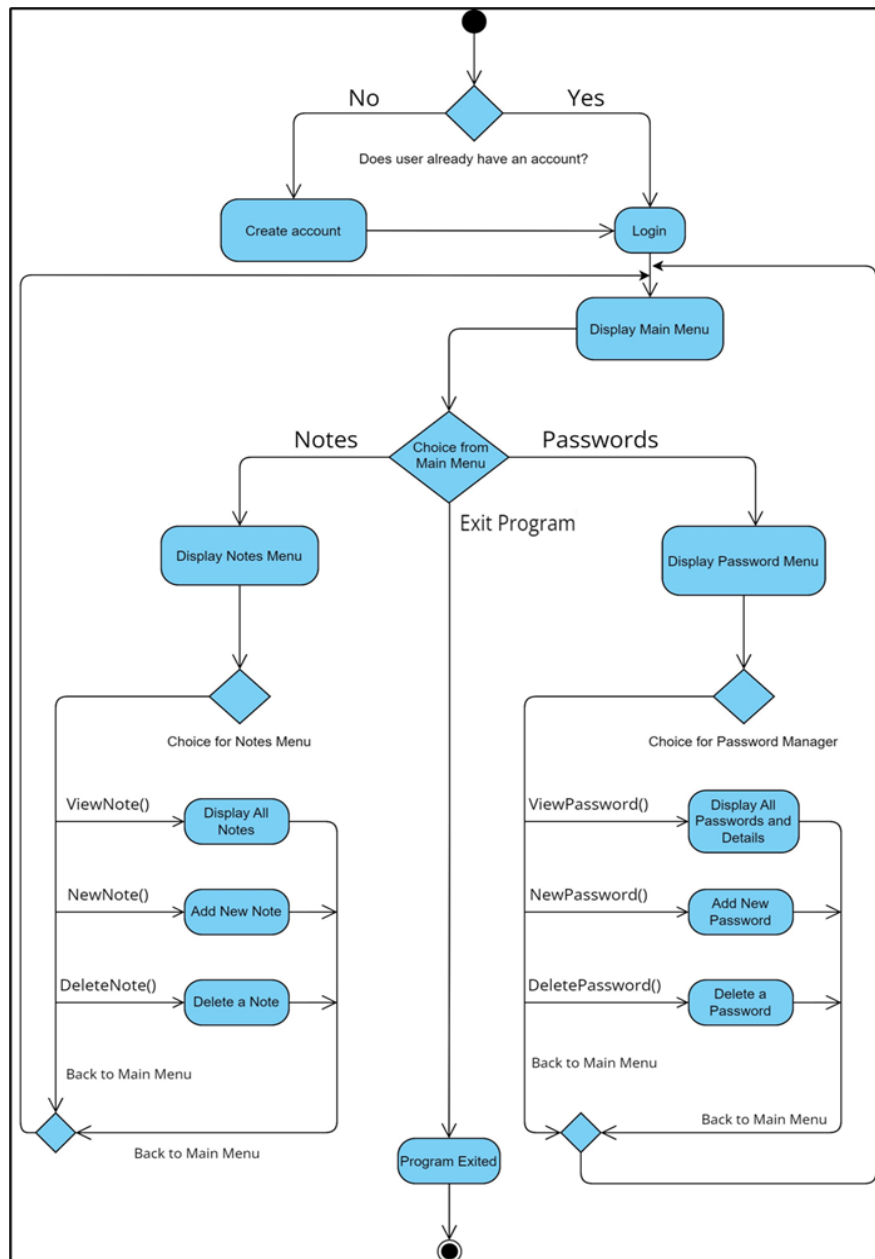 No
Yes
Does user already have an account?
Create account
Login
Display Main Menu
Notes
Choice from
Main Menu
Passwords
Exit Program
Display Notes Menu
Display Password Menu
Choice for Notes Menu
Choice for Password Manager
ViewNote()
Display All
Notes
ViewPassword()
Display All
Passwords and
Details
NewNote()
Add New Note
NewPassword()
Add New
Password
DeleteNote()
Delete a Note
DeletePassword()
Delete a
Password
Back to Main Menu
Back to Main Menu
Back to Main Menu
Back to Main Menu
Program Exited